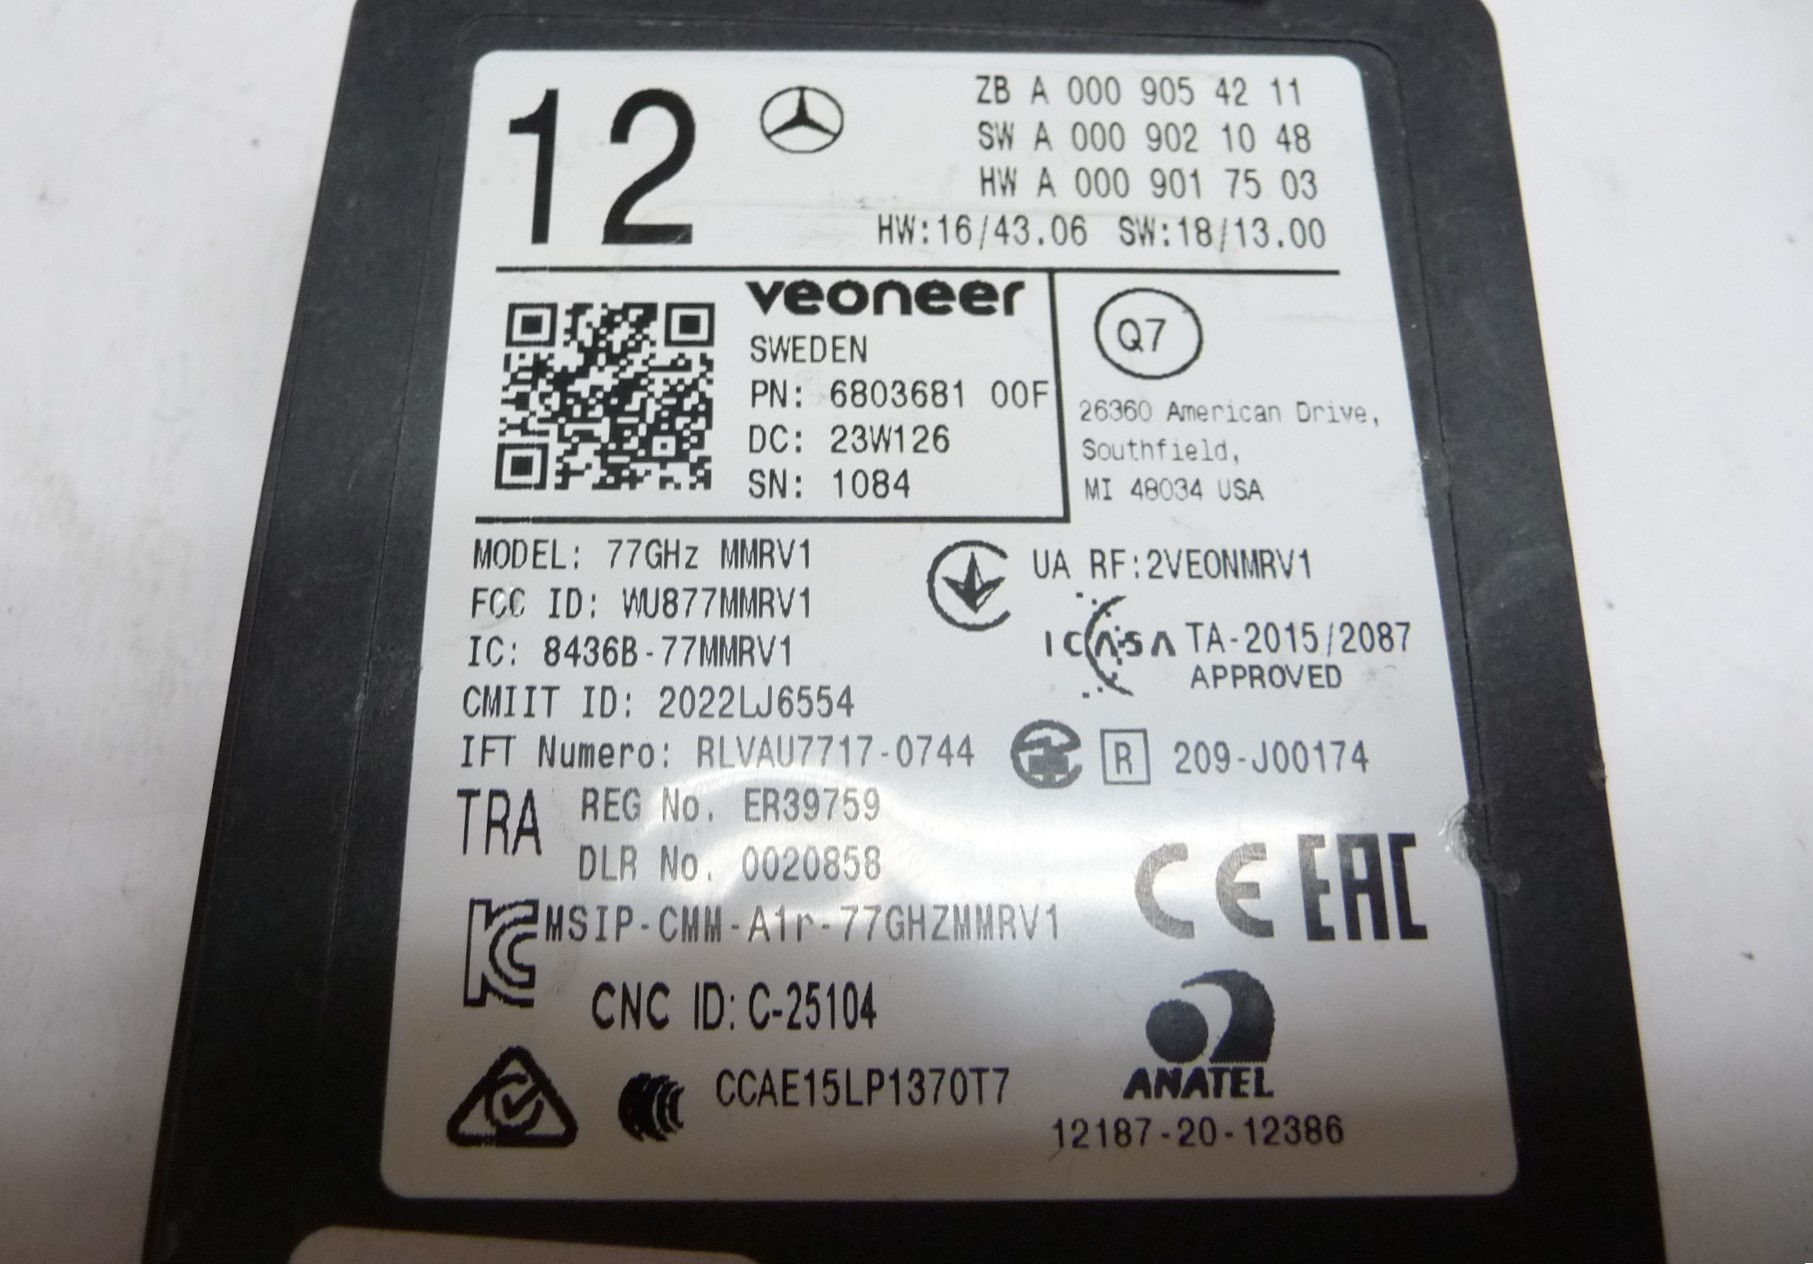 12
ZB A 000 905 42 11
SW A 000 902 10 48
HW A 000 901 75 03
HW:16/43.06 SW:18/13.00
veoneer
SWEDEN
PN: 6803681 00F
DC: 23W126
SN: 1084
Q7
26360 American Drive,
Southfield,
MI 48034 USA
MODEL: 77GHz MMRV1
FCC ID: WU877MMRV1
IC: 8436B-77MMRV1
CMIIT ID: 2022LJ6554
IFT Numero: RLVAU7717-0744
UA RF:2VEONMRV1
ICASA TA-2015/2087
APPROVED
R 209-J00174
TRA REG No. ER39759
DLR No. 0020858
KC MSIP-CMM-A1r-77GHZMMRV1
CE EAC
CNC ID: C-25104
CCAE15LP1370T7
ANATEL
12187-20-12386